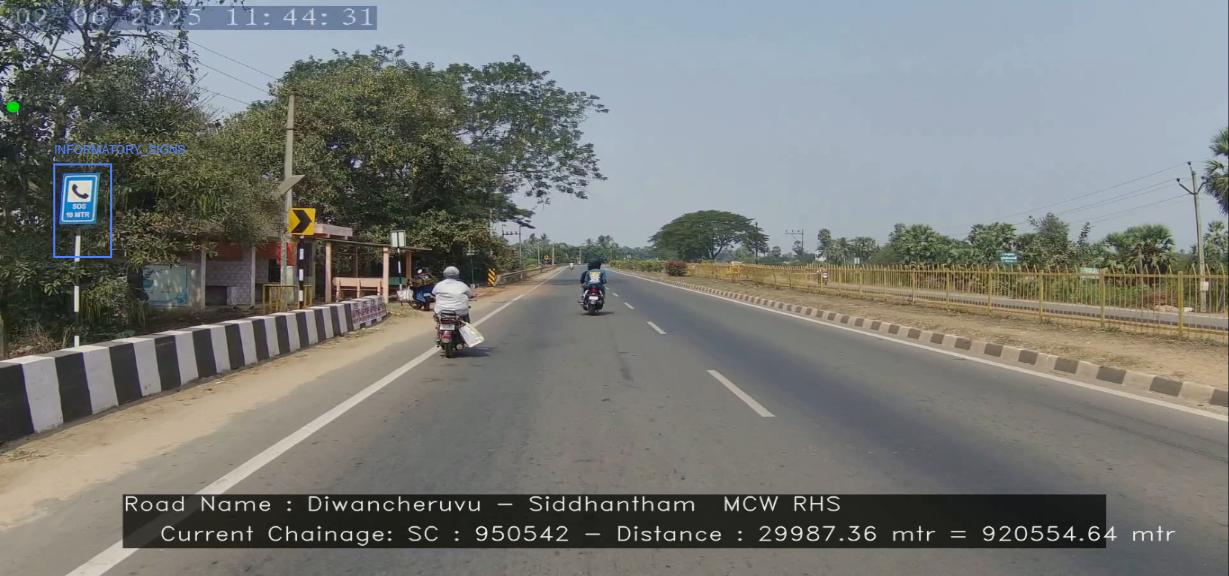 02 06 2025 11:44:31
INFORMATORY_SIGNS
SOS
10 MTR
Road Name : Diwancheruvu - Siddhantham MCW RHS
Current Chainage: SC : 950542 - Distance : 29987.36 mtr = 920554.64 mtr